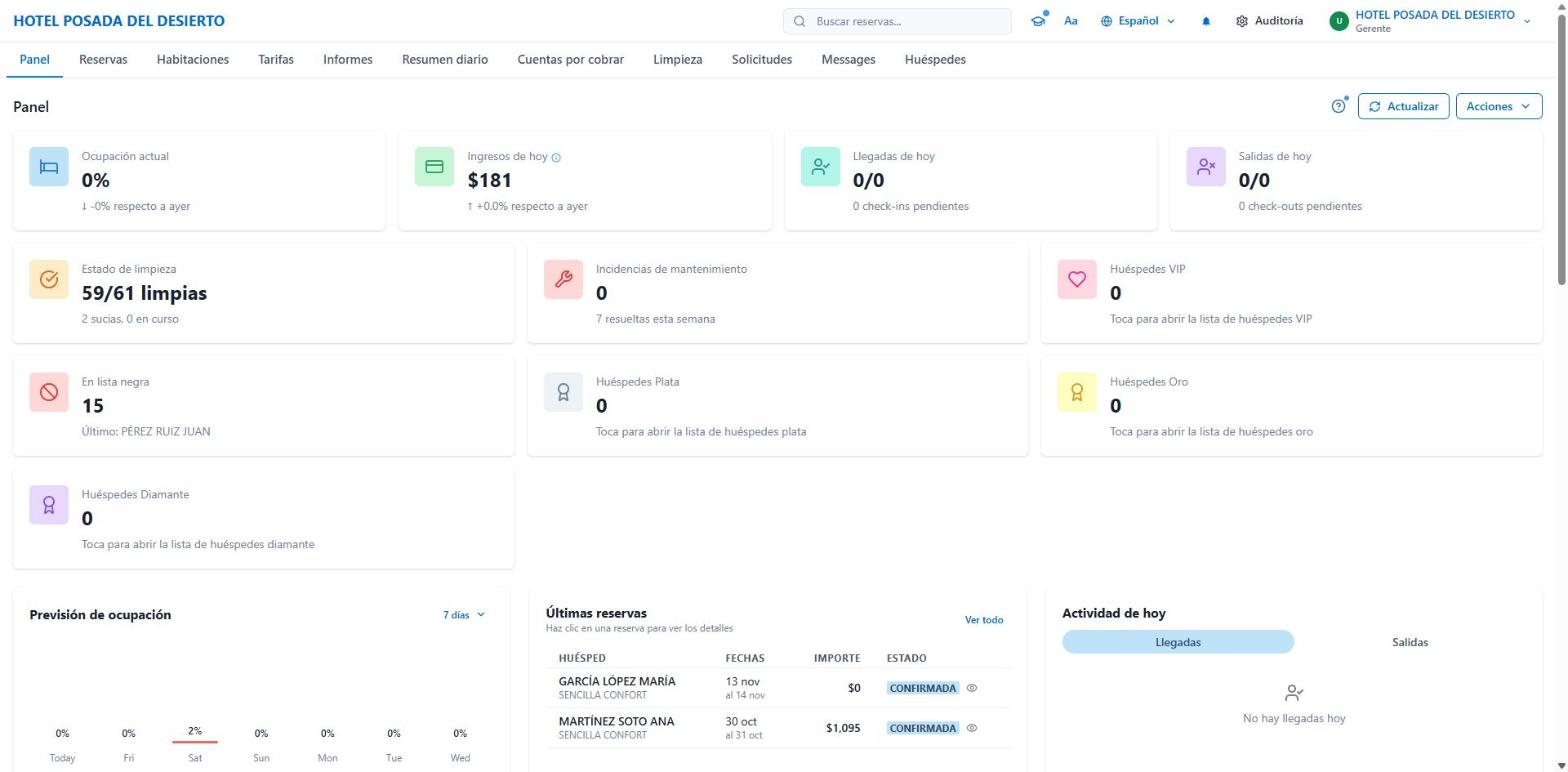 HOTEL POSADA DEL DESIERTO
Buscar reservas...
Aa
Español
Auditoría
U
HOTEL POSADA DEL DESIERTO
Gerente
Panel
Reservas
Habitaciones
Tarifas
Informes
Resumen diario
Cuentas por cobrar
Limpieza
Solicitudes
Messages
Huéspedes
Panel
Actualizar
Acciones
Ocupación actual
0%
↓ -0% respecto a ayer
Ingresos de hoy
$181
↑ +0.0% respecto a ayer
Llegadas de hoy
0/0
0 check-ins pendientes
Salidas de hoy
0/0
0 check-outs pendientes
Estado de limpieza
59/61 limpias
2 sucias, 0 en curso
Incidencias de mantenimiento
0
7 resueltas esta semana
Huéspedes VIP
0
Toca para abrir la lista de huéspedes VIP
En lista negra
15
Último: PÉREZ RUIZ JUAN
Huéspedes Plata
0
Toca para abrir la lista de huéspedes plata
Huéspedes Oro
0
Toca para abrir la lista de huéspedes oro
Huéspedes Diamante
0
Toca para abrir la lista de huéspedes diamante
Previsión de ocupación
7 días
0% 0% 2% 0% 0% 0% 0%
Today Fri Sat Sun Mon Tue Wed
Últimas reservas
Haz clic en una reserva para ver los detalles
Ver todo
HUÉSPED FECHAS IMPORTE ESTADO
GARCÍA LÓPEZ MARÍA 13 nov $0 CONFIRMADA
SENCILLA CONFORT al 14 nov
MARTÍNEZ SOTO ANA 30 oct $1,095 CONFIRMADA
SENCILLA CONFORT al 31 oct
Actividad de hoy
Llegadas
Salidas
No hay llegadas hoy